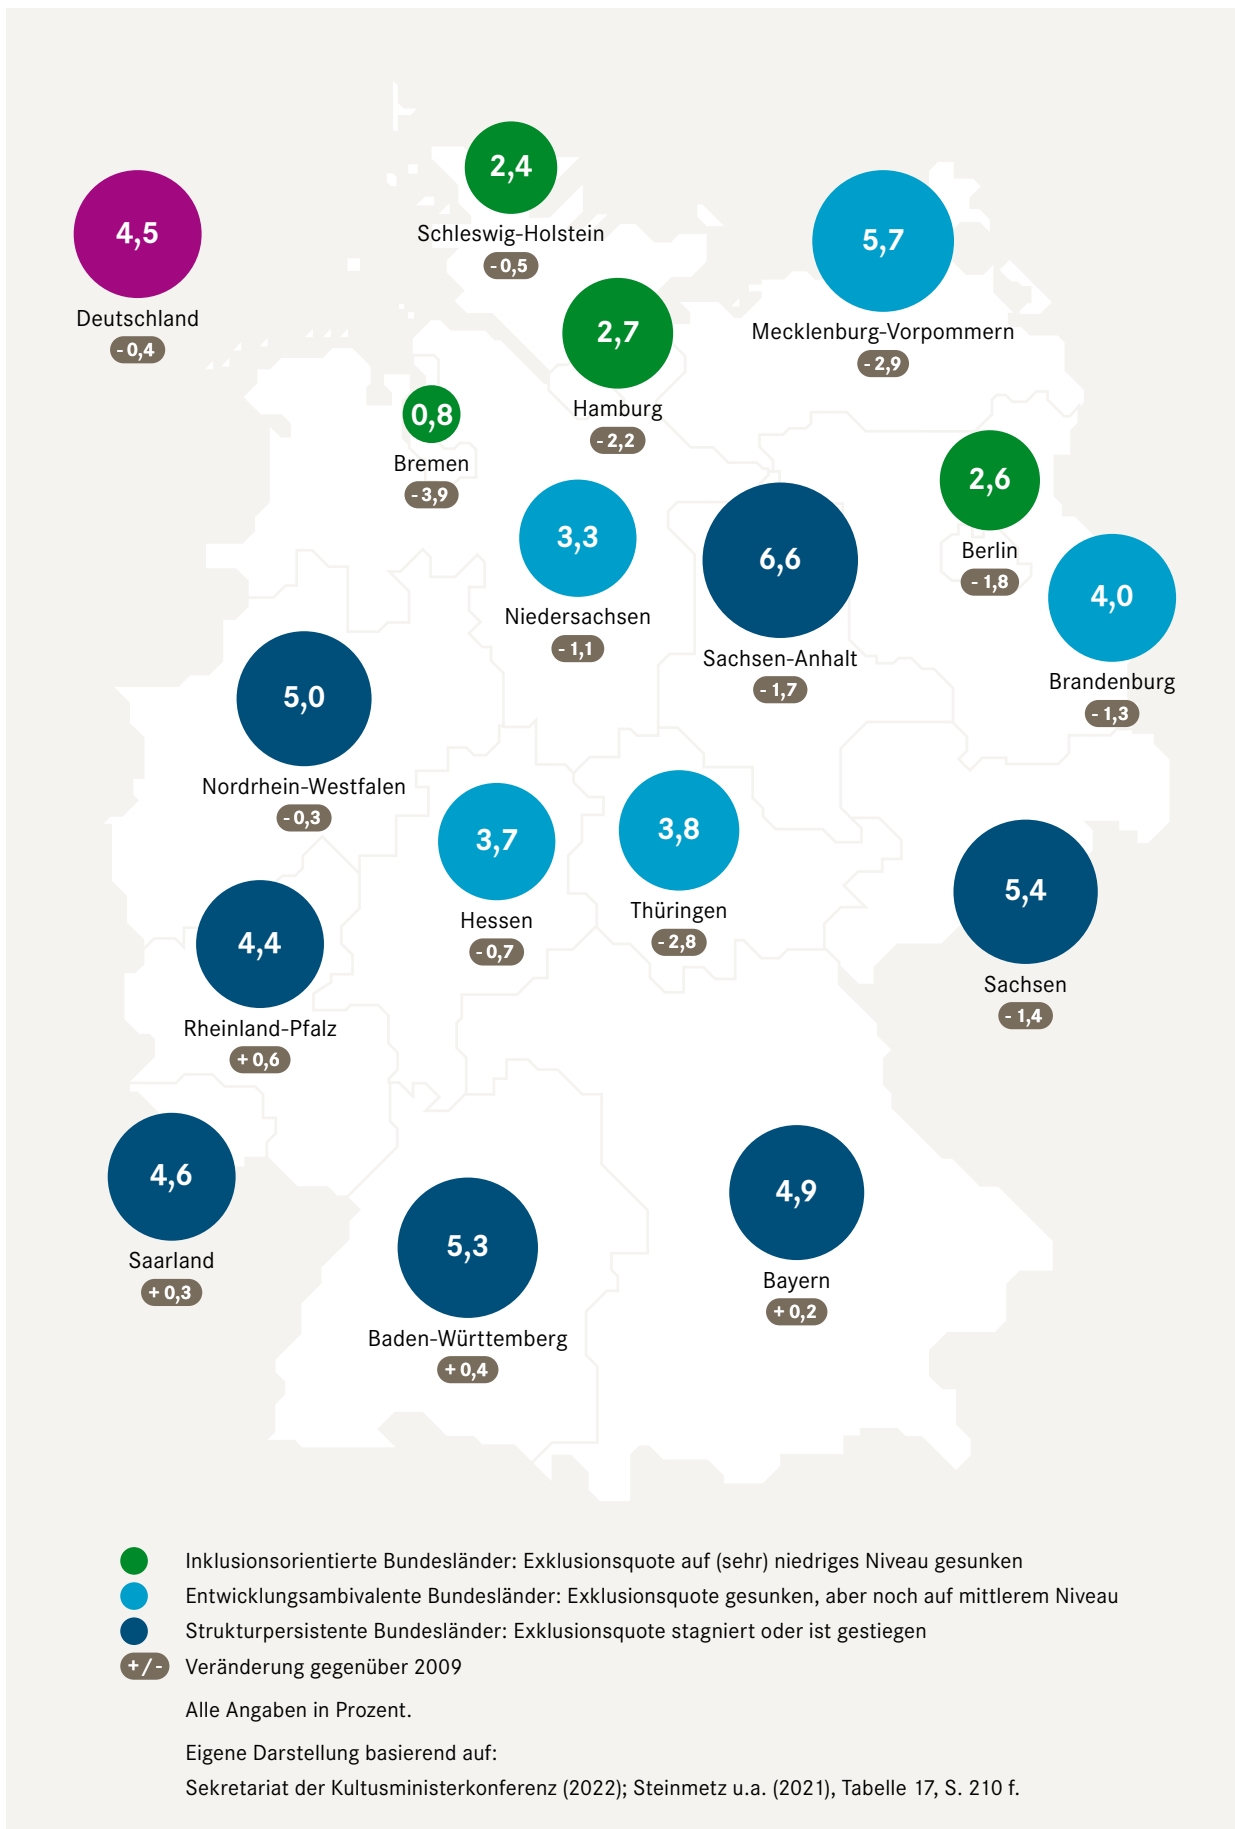 4,5
Deutschland
- 0,4
2,4
Schleswig-Holstein
- 0,5
5,7
Mecklenburg-Vorpommern
- 2,9
2,7
Hamburg
- 2,2
0,8
Bremen
- 3,9
2,6
Berlin
- 1,8
3,3
Niedersachsen
- 1,1
6,6
Sachsen-Anhalt
- 1,7
4,0
Brandenburg
- 1,3
5,0
Nordrhein-Westfalen
- 0,3
3,7
Hessen
- 0,7
3,8
Thüringen
- 2,8
5,4
Sachsen
- 1,4
4,4
Rheinland-Pfalz
+ 0,6
4,6
Saarland
+ 0,3
5,3
Baden-Württemberg
+ 0,4
4,9
Bayern
+ 0,2
Inklusionsorientierte Bundesländer: Exklusionsquote auf (sehr) niedriges Niveau gesunken
Entwicklungsambivalente Bundesländer: Exklusionsquote gesunken, aber noch auf mittlerem Niveau
Strukturpersistente Bundesländer: Exklusionsquote stagniert oder ist gestiegen
+ / - Veränderung gegenüber 2009
Alle Angaben in Prozent.
Eigene Darstellung basierend auf:
Sekretariat der Kultusministerkonferenz (2022); Steinmetz u.a. (2021), Tabelle 17, S. 210 f.